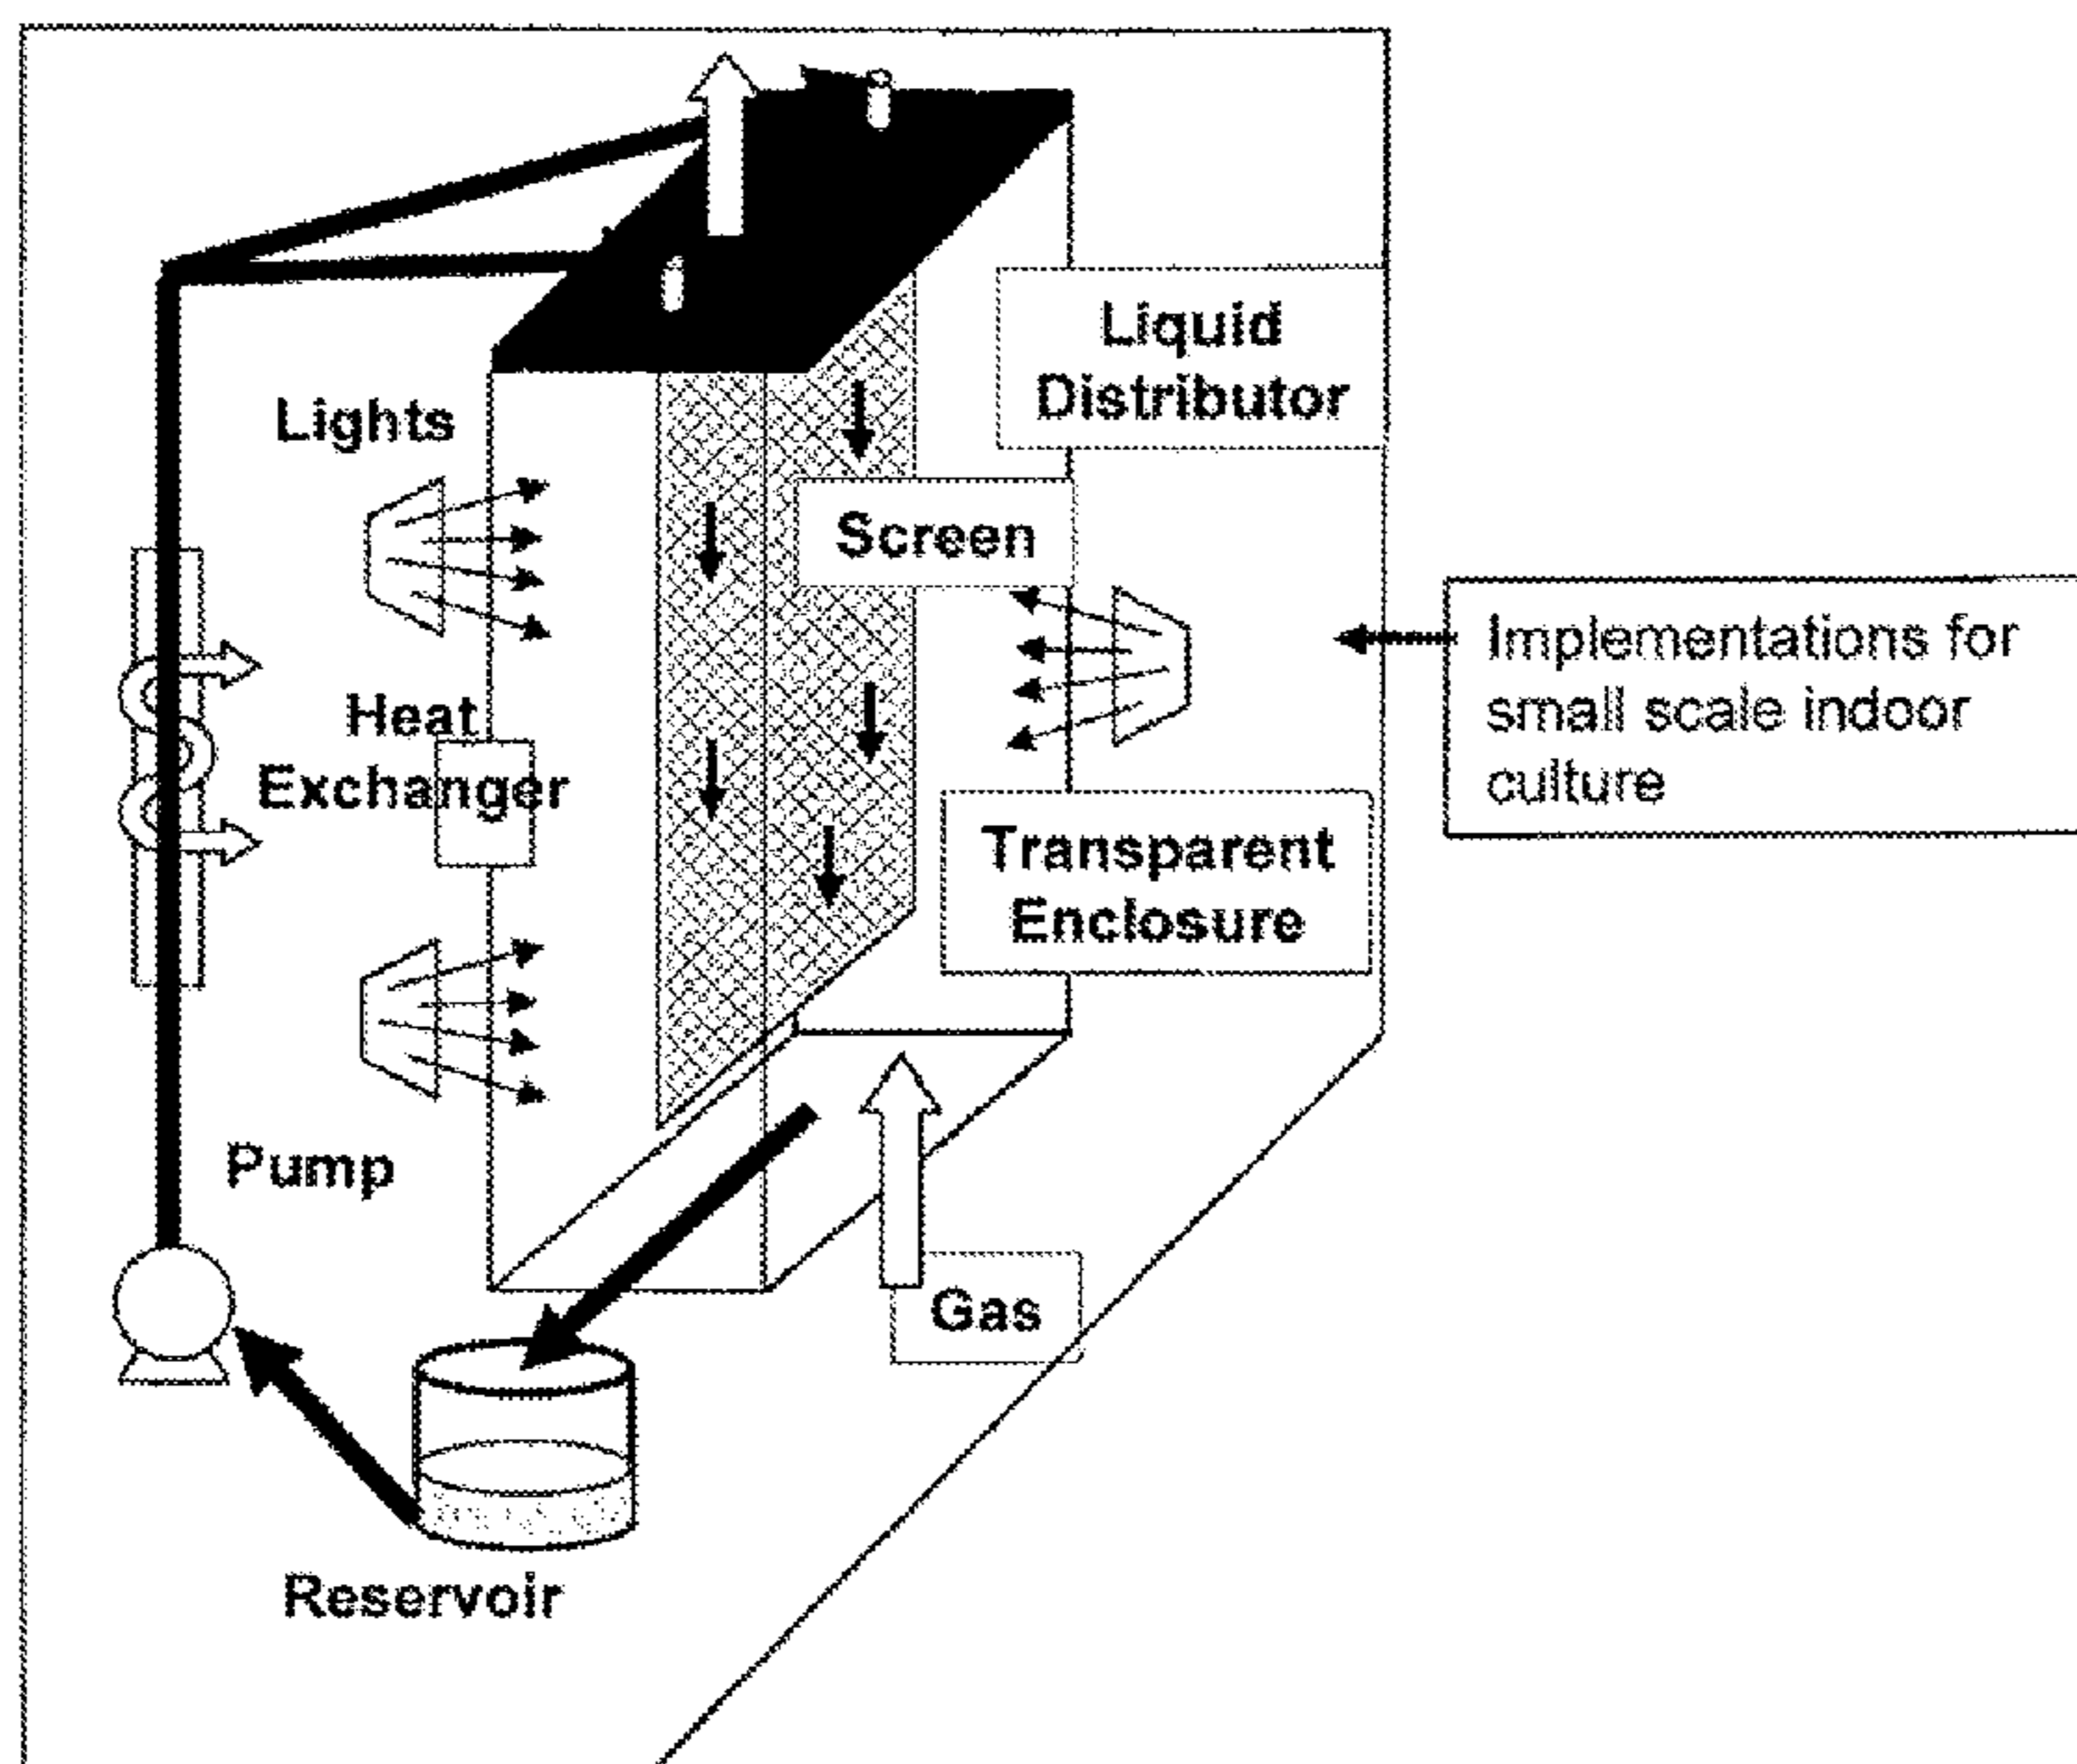 Liquid
Distributor
Lights
Screen
Implementations for
small scale indoor
culture
Heat
Exchanger
Transparent
Enclosure
Pump
Gas
Reservoir